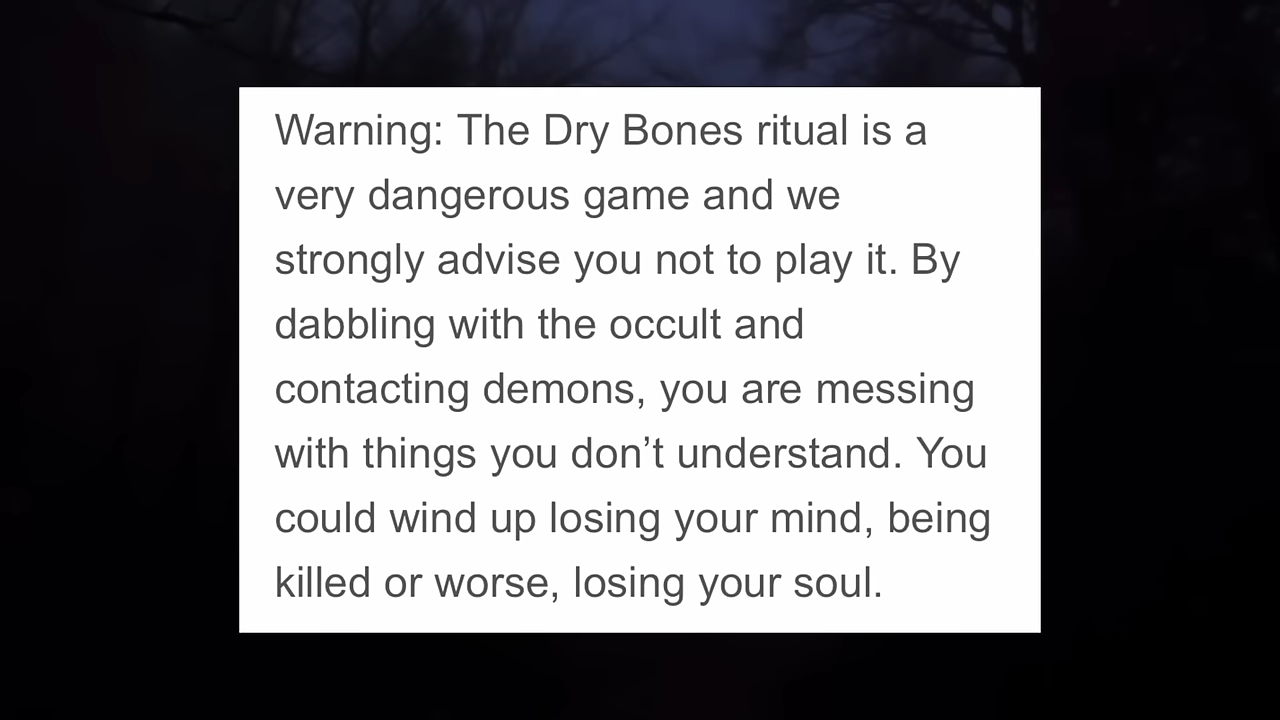 Warning: The Dry Bones ritual is a
very dangerous game and we
strongly advise you not to play it. By
dabbling with the occult and
contacting demons, you are messing
with things you don’t understand. You
could wind up losing your mind, being
killed or worse, losing your soul.